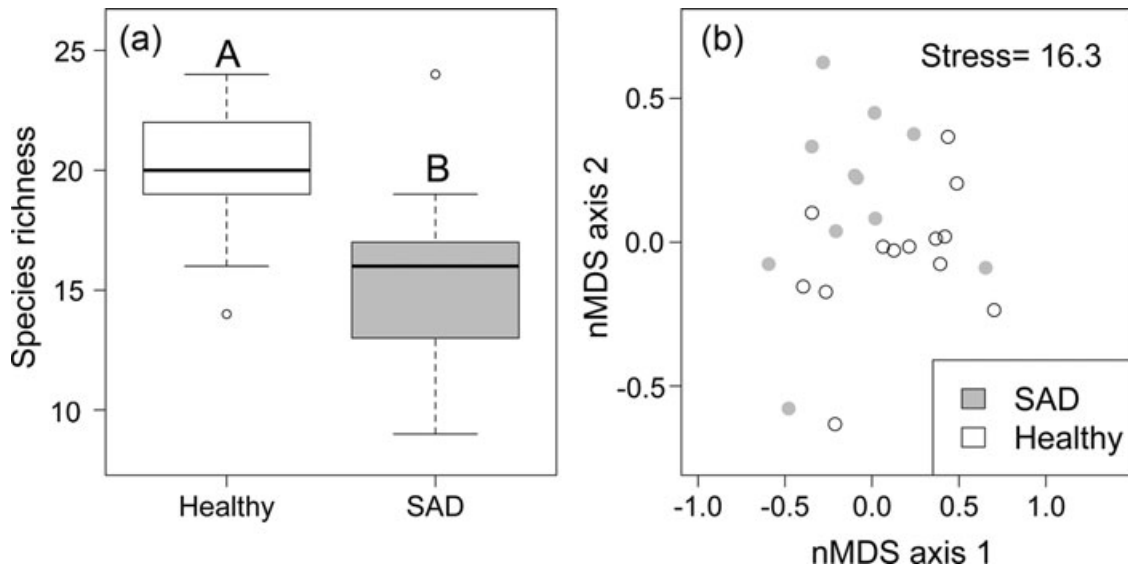 (a)
A
B
Species richness
25
20
15
10
Healthy
SAD
(b)
Stress= 16.3
nMDS axis 2
0.5
0.0
-0.5
SAD
Healthy
-1.0
-0.5
0.0
0.5
1.0
nMDS axis 1